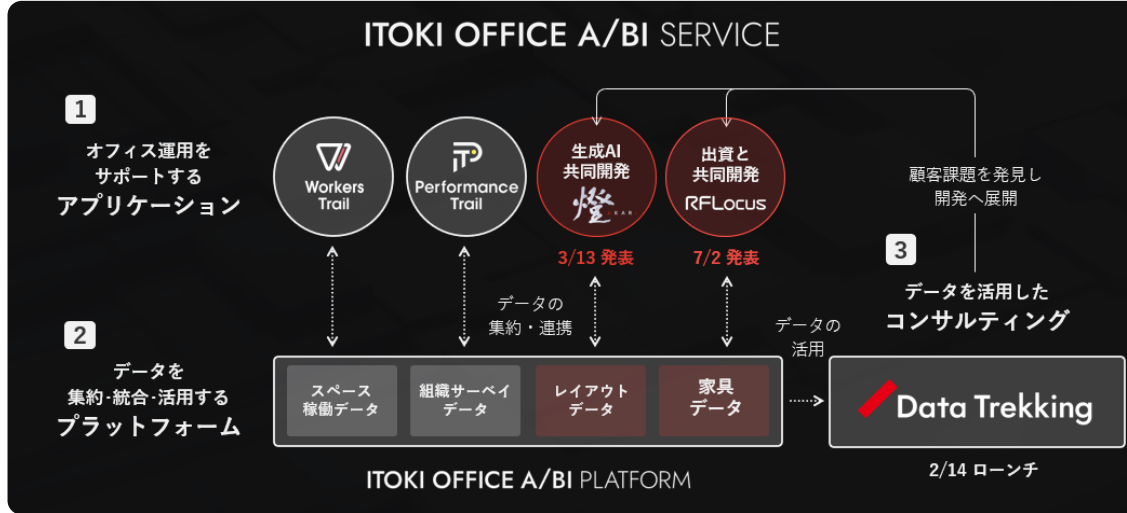 ITOKI OFFICE A/BI SERVICE
1
オフィス運用を
サポートする
アプリケーション
Workers
Trail
Performance
Trail
生成AI
共同開発
燈
AKARI
3/13 発表
出資と
共同開発
RFLocus
7/2 発表
顧客課題を発見し
開発へ展開
3
データを活用した
コンサルティング
データの
集約・連携
データの
活用
2
データを
集約・統合・活用する
プラットフォーム
スペース
稼働データ
組織サーベイ
データ
レイアウト
データ
家具
データ
Data Trekking
2/14 ローンチ
ITOKI OFFICE A/BI PLATFORM